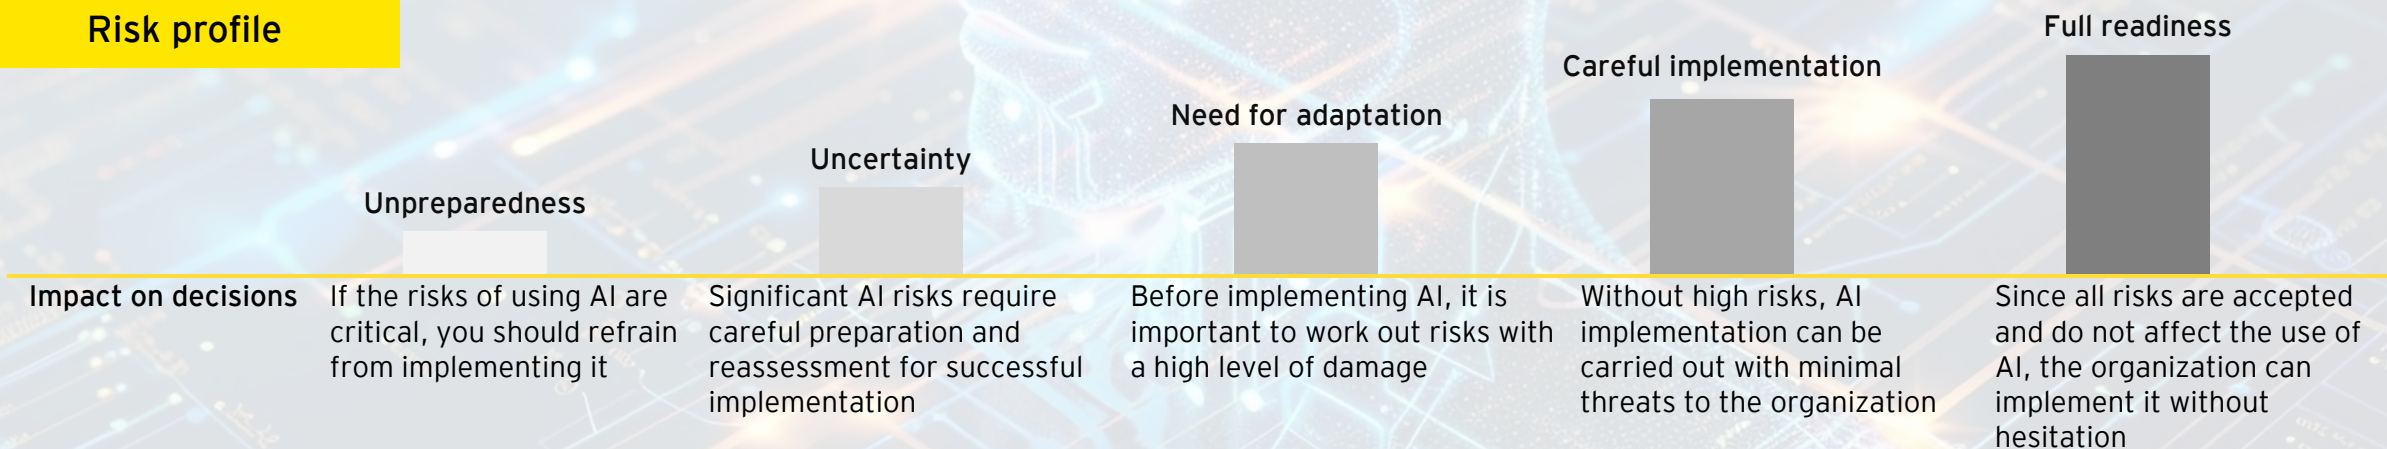 Risk profile
Unpreparedness
Uncertainty
Need for adaptation
Careful implementation
Full readiness
Impact on decisions
If the risks of using AI are
critical, you should refrain
from implementing it
Significant AI risks require
careful preparation and
reassessment for successful
implementation
Before implementing AI, it is
important to work out risks with
a high level of damage
Without high risks, AI
implementation can be
carried out with minimal
threats to the organization
Since all risks are accepted
and do not affect the use of
AI, the organization can
implement it without
hesitation